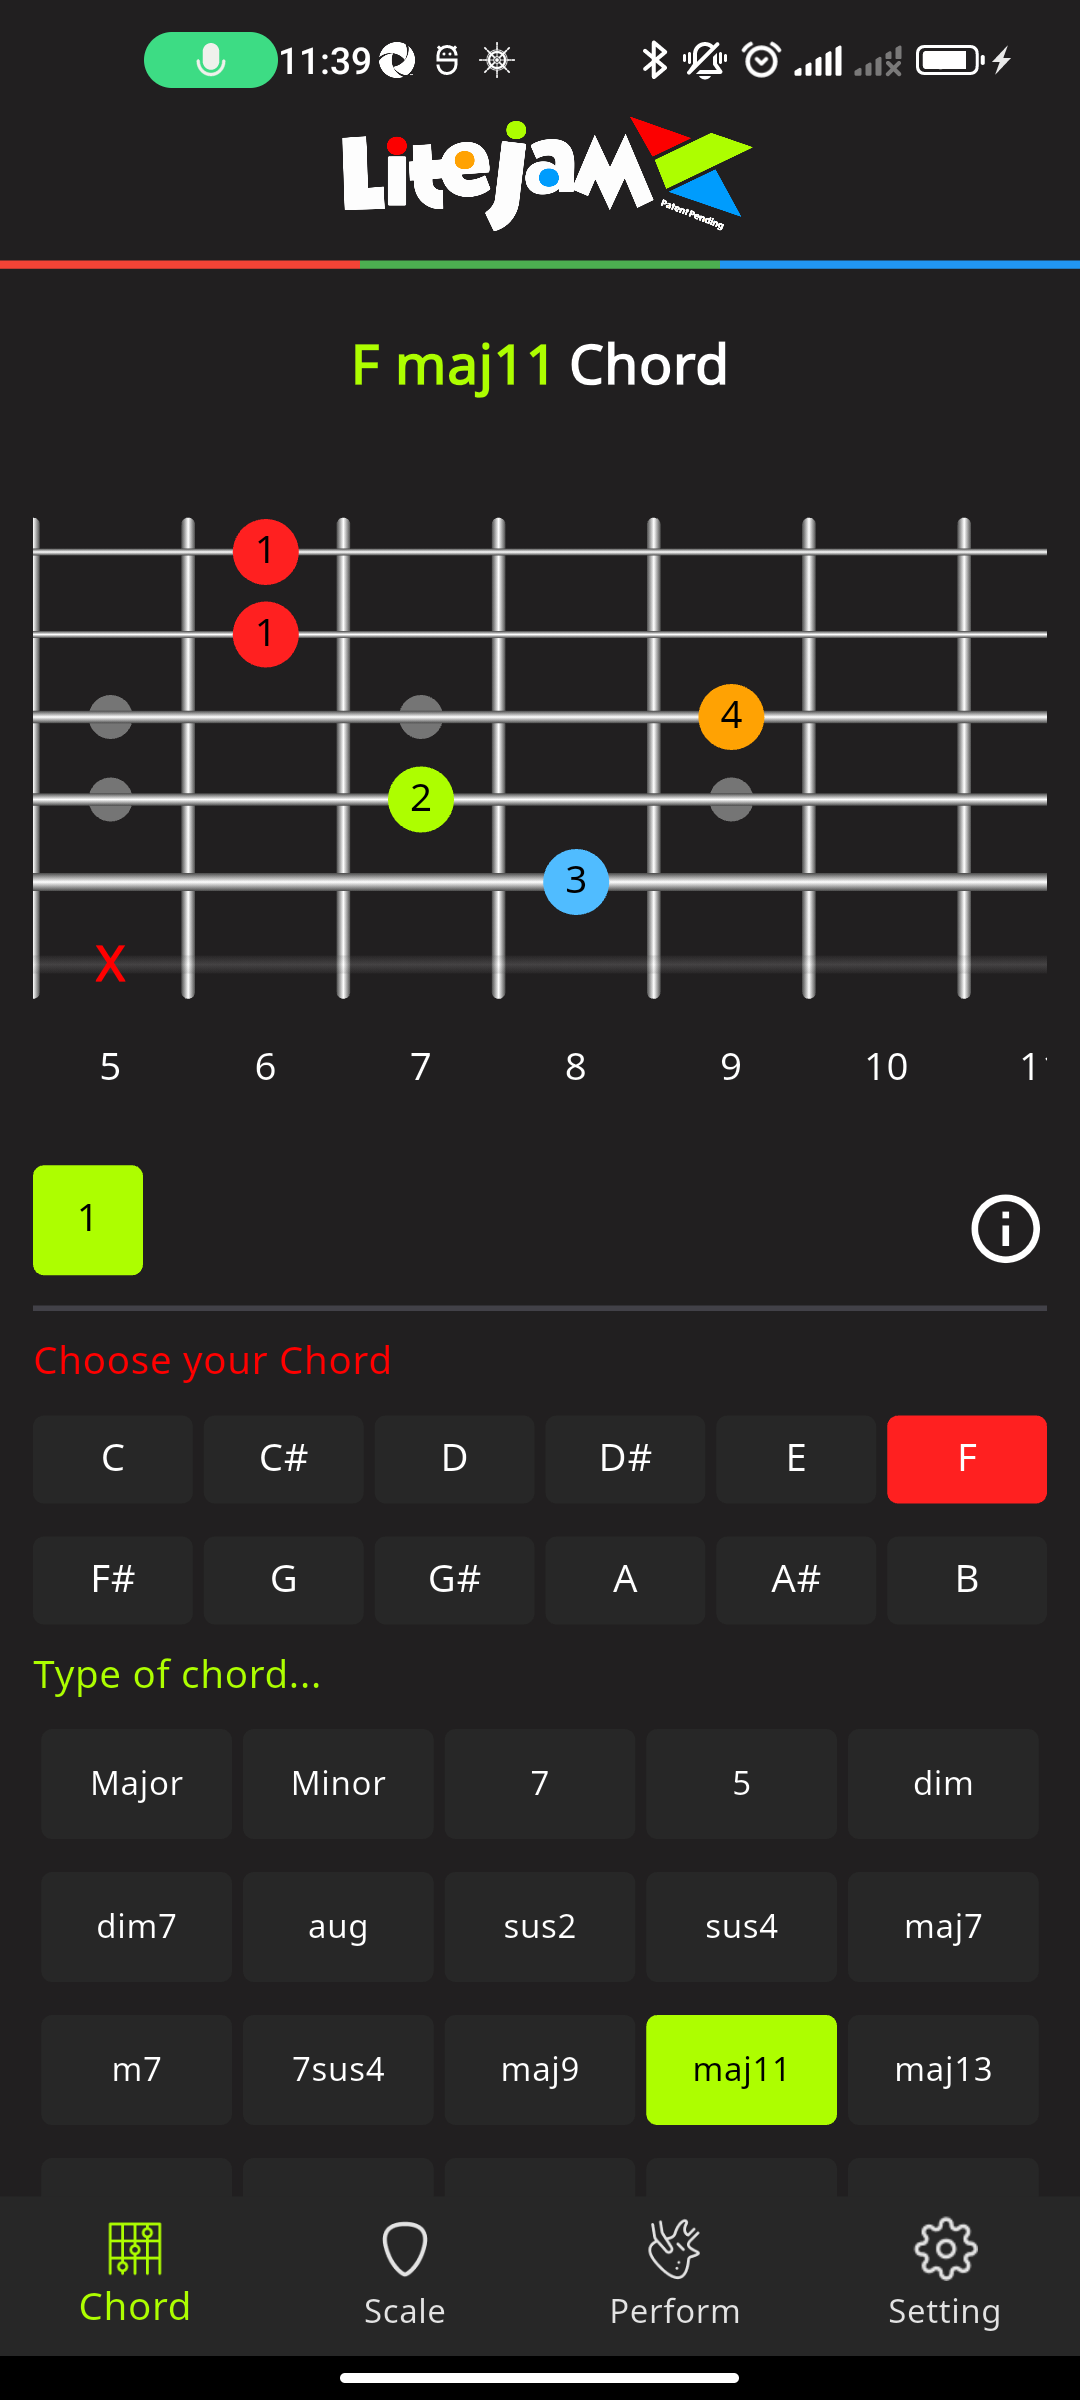 11:39
Litejam
Patent Pending
F maj11 Chord
1
1
4
2
3
X
5 6 7 8 9 10
1
Choose your Chord
C C# D D# E F
F# G G# A A# B
Type of chord...
Major Minor 7 5 dim
dim7 aug sus2 sus4 maj7
m7 7sus4 maj9 maj11 maj13
Chord Scale Perform Setting